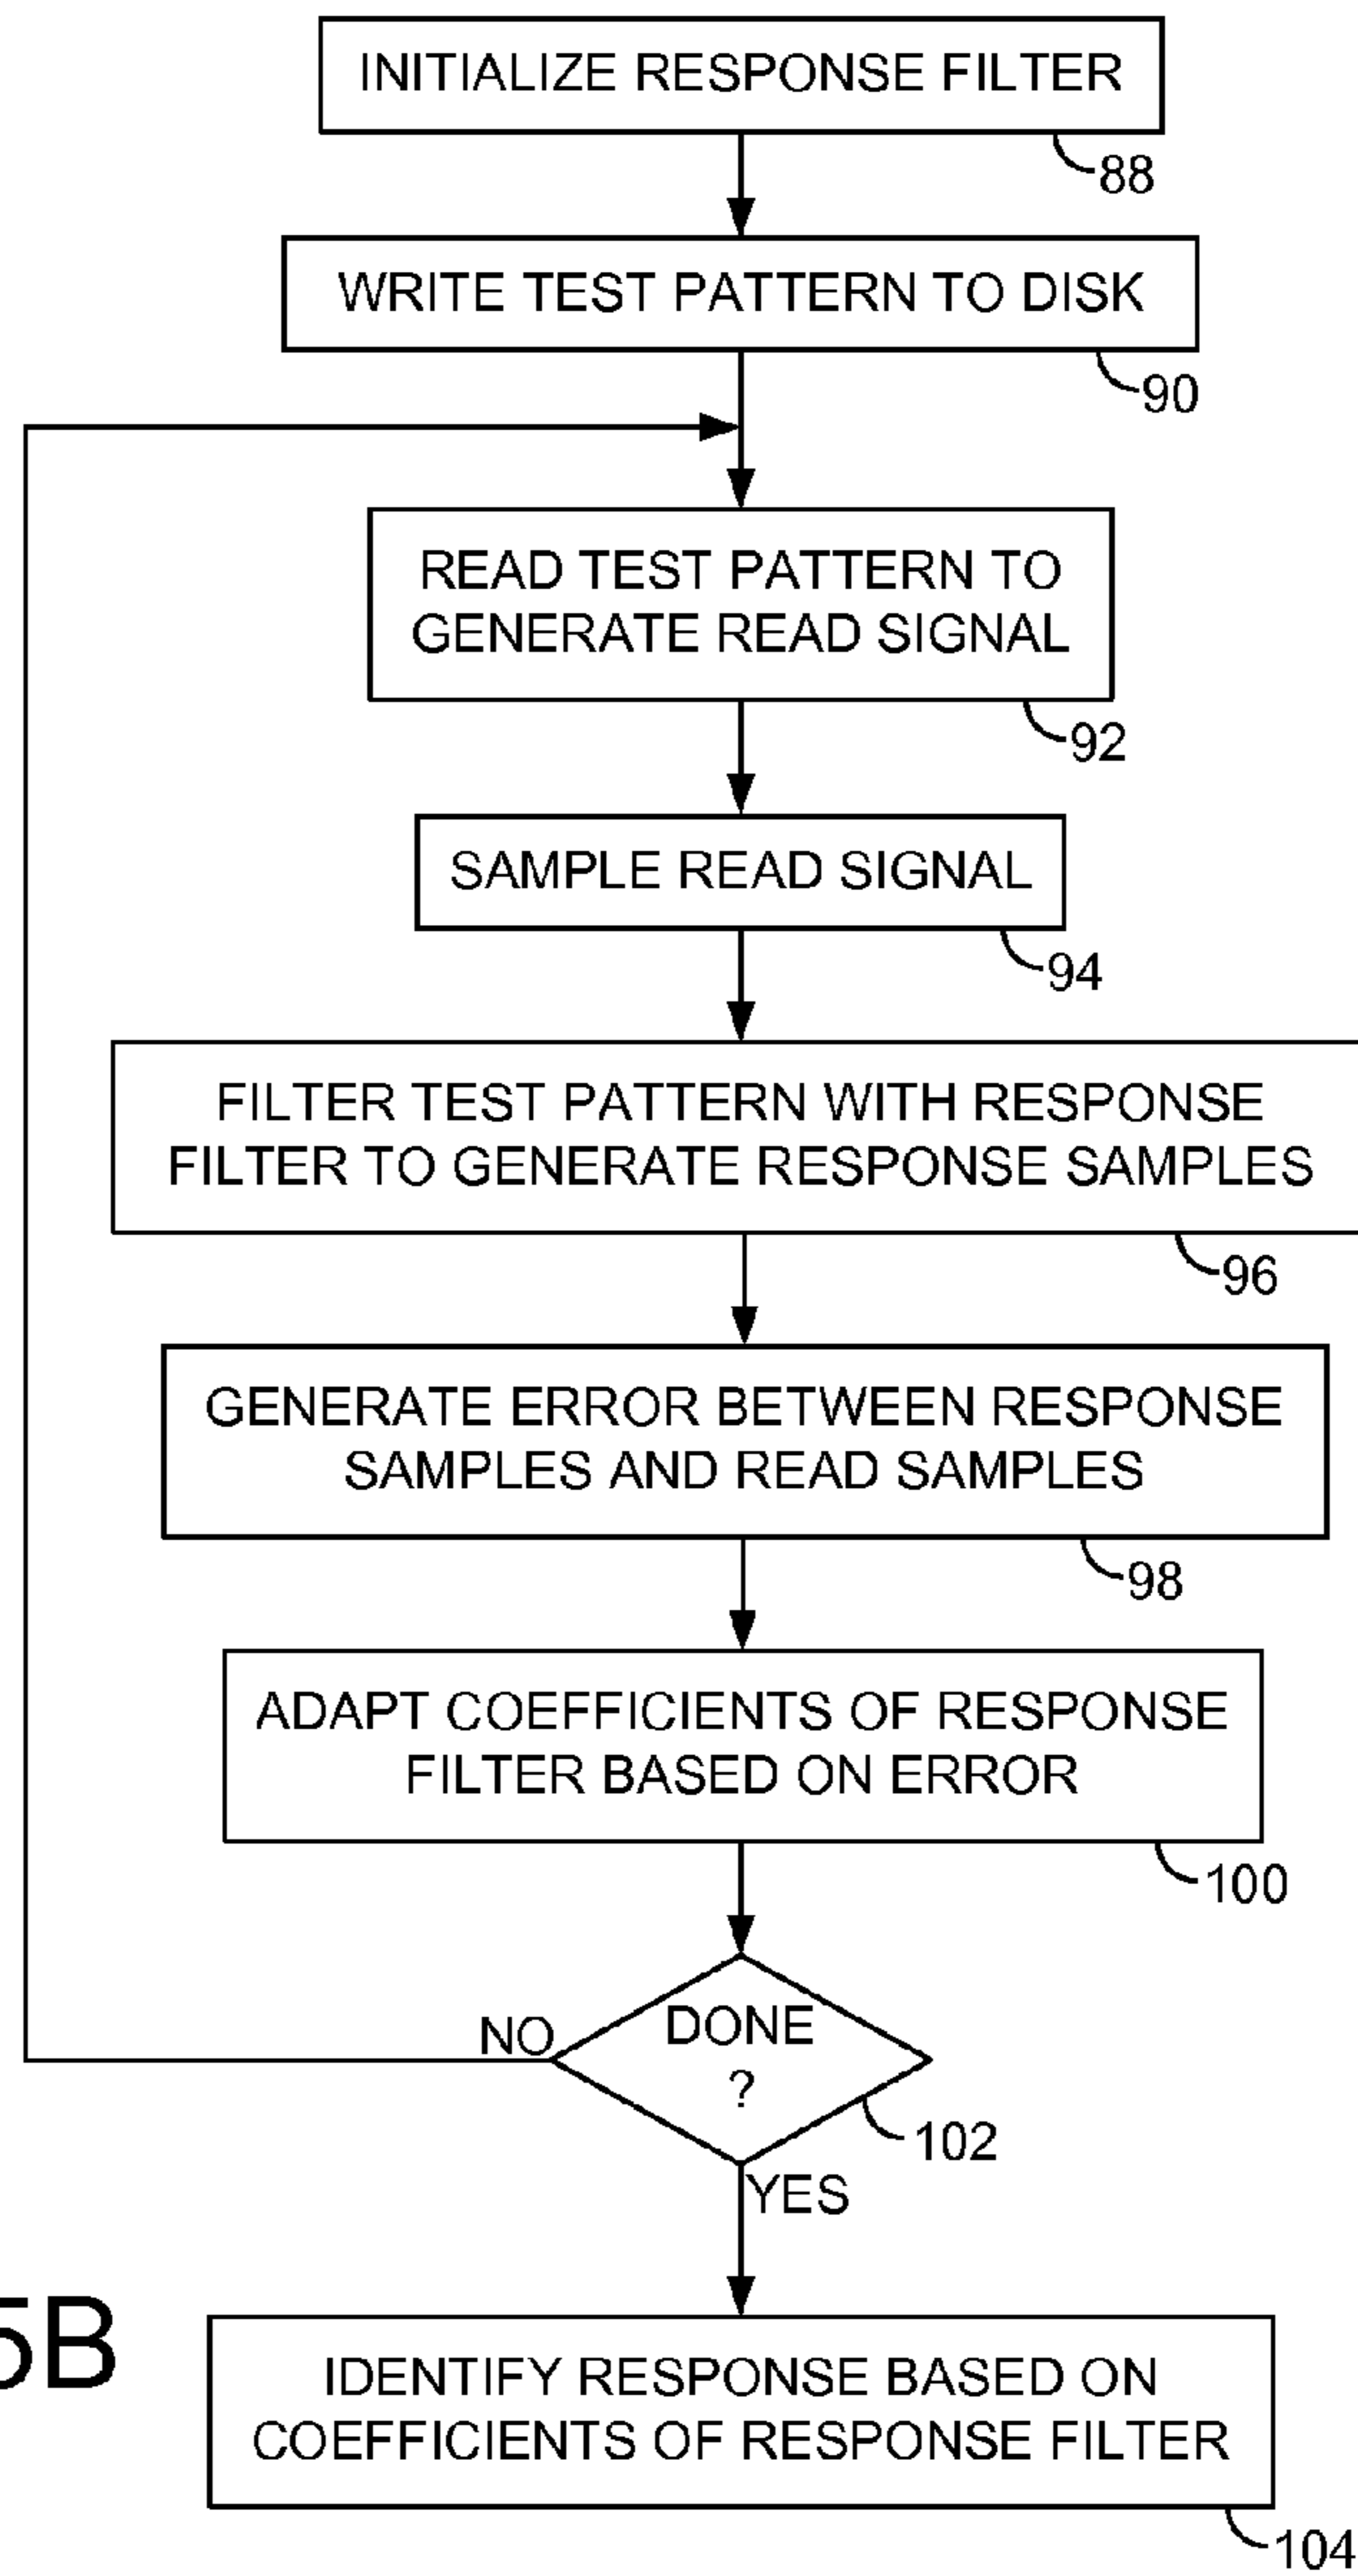 INITIALIZE RESPONSE FILTER
88
WRITE TEST PATTERN TO DISK
90
READ TEST PATTERN TO
GENERATE READ SIGNAL
92
SAMPLE READ SIGNAL
94
FILTER TEST PATTERN WITH RESPONSE
FILTER TO GENERATE RESPONSE SAMPLES
96
GENERATE ERROR BETWEEN RESPONSE
SAMPLES AND READ SAMPLES
98
ADAPT COEFFICIENTS OF RESPONSE
FILTER BASED ON ERROR
100
NO
DONE
?
102
YES
5B
IDENTIFY RESPONSE BASED ON
COEFFICIENTS OF RESPONSE FILTER
104